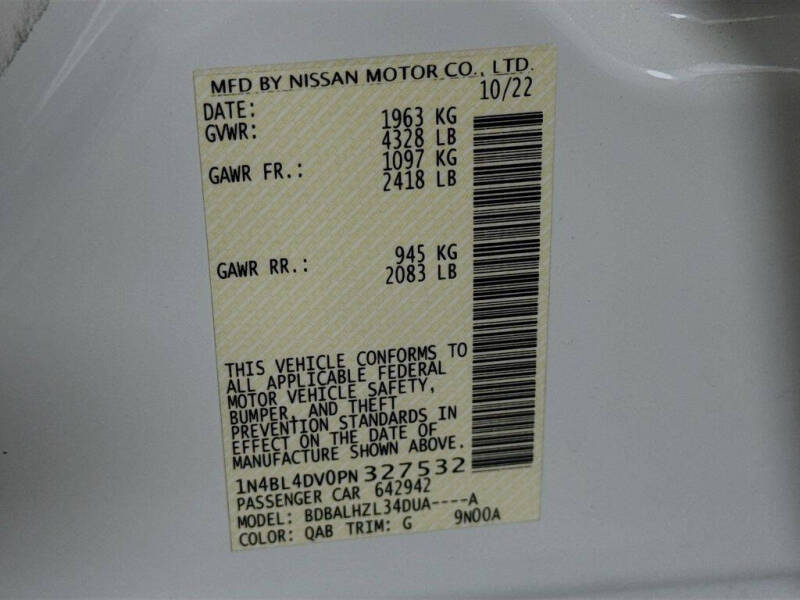 MFD BY NISSAN MOTOR CO., LTD.
DATE: 10/22
GVWR: 1963 KG
4328 LB
GAWR FR.: 1097 KG
2418 LB
GAWR RR.: 945 KG
2083 LB
THIS VEHICLE CONFORMS TO
ALL APPLICABLE FEDERAL
MOTOR VEHICLE SAFETY,
BUMPER, AND THEFT
PREVENTION STANDARDS IN
EFFECT ON THE DATE OF
MANUFACTURE SHOWN ABOVE.
1N4BL4DV0PN327532
PASSENGER CAR 642942
MODEL: BDBALHZL34DUA----A
COLOR: QAB TRIM: G 9N00A